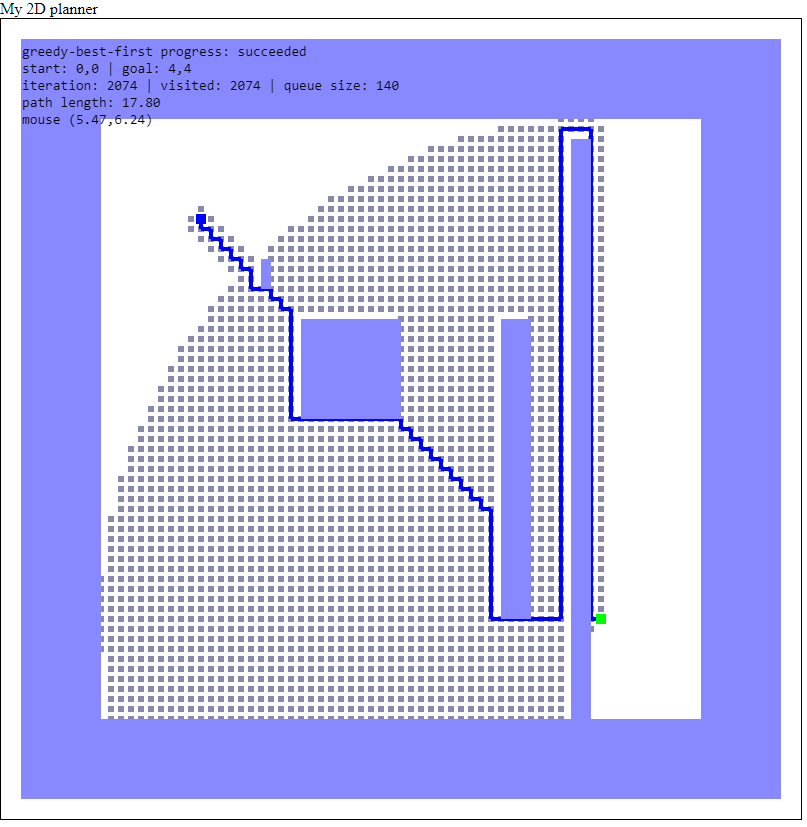 My 2D planner
greedy-best-first progress: succeeded
start: 0,0 | goal: 4,4
iteration: 2074 | visited: 2074 | queue size: 140
path length: 17.80
mouse (5.47,6.24)